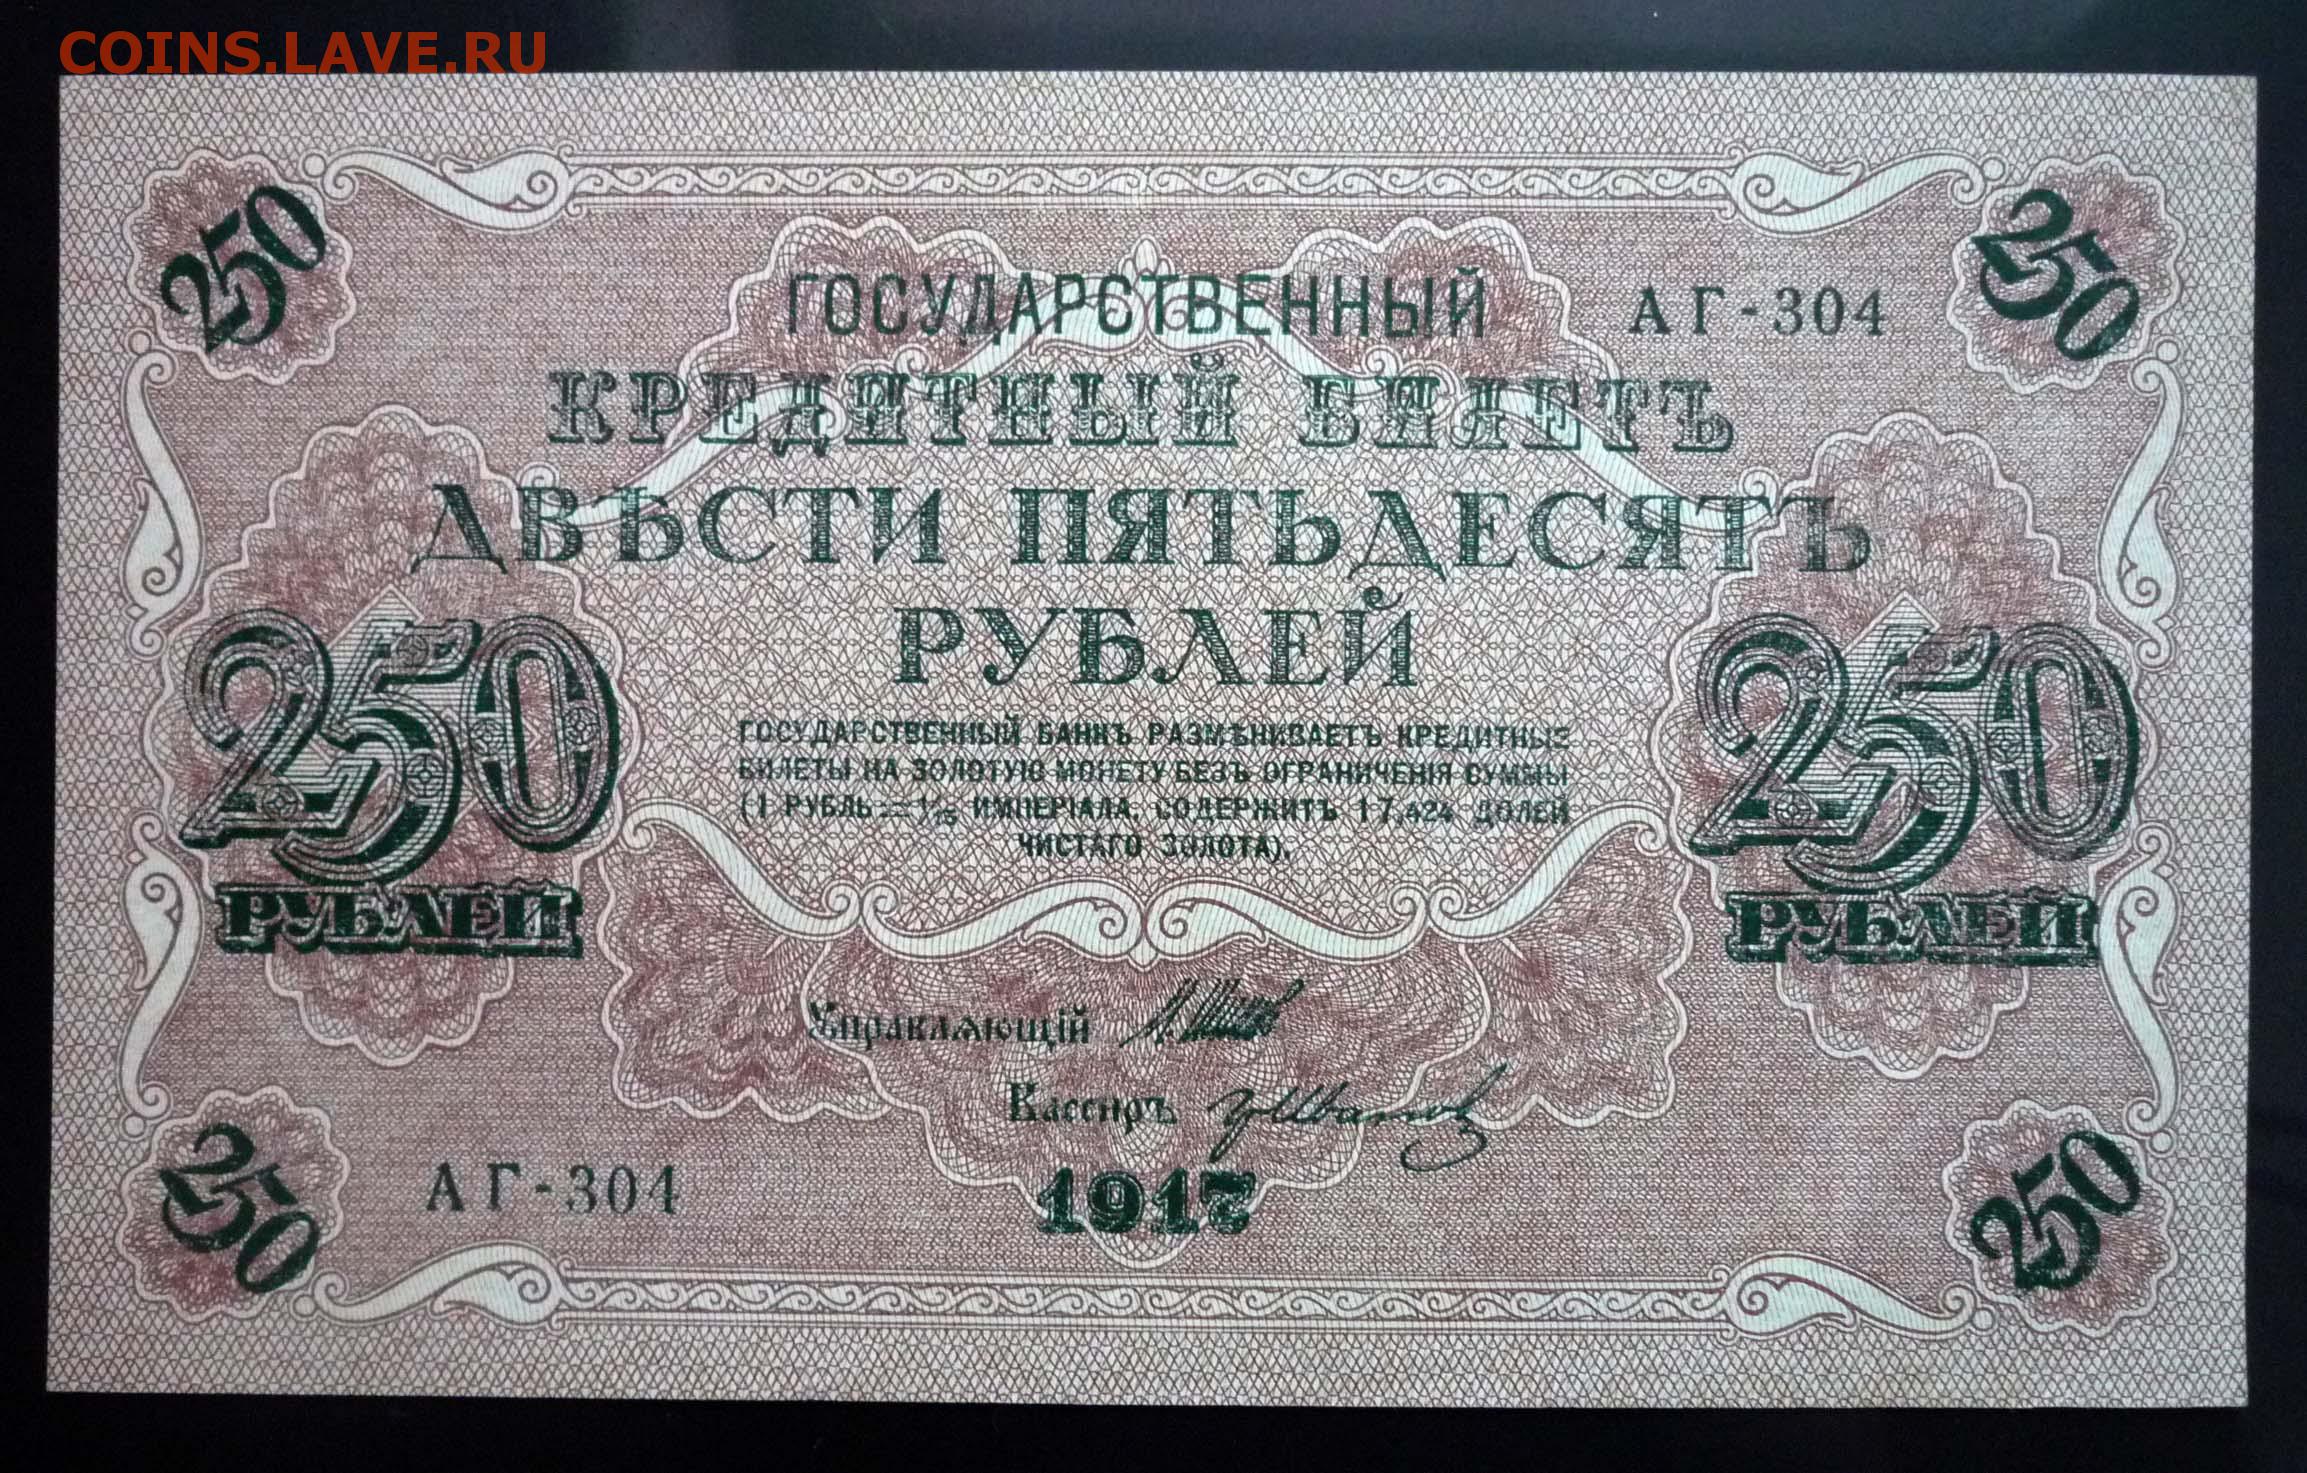 COINS.LAVE.RU
250
250
ГОСУДАРСТВЕННЫЙ
АГ-304
КРЕДИТНЫЙ БИЛЕТЪ
ДВѢСТИ ПЯТЬДЕСЯТЪ
РУБЛЕЙ
250
РУБЛЕЙ
250
РУБЛЕЙ
ГОСУДАРСТВЕННЫЙ БАНКЪ РАЗМѢНИВАЕТЪ КРЕДИТНЫЕ
БИЛЕТЫ НА ЗОЛОТУЮ МОНЕТУ БЕЗЪ ОГРАНИЧЕНІЯ СУММЫ
(1 РУБЛЬ = 1/15 ИМПЕРІАЛА, СОДЕРЖИТЪ 17,424 ДОЛЕЙ
ЧИСТАГО ЗОЛОТА).
Управляющій И. Шипов
Кассиръ
АГ-304
1917
250
250